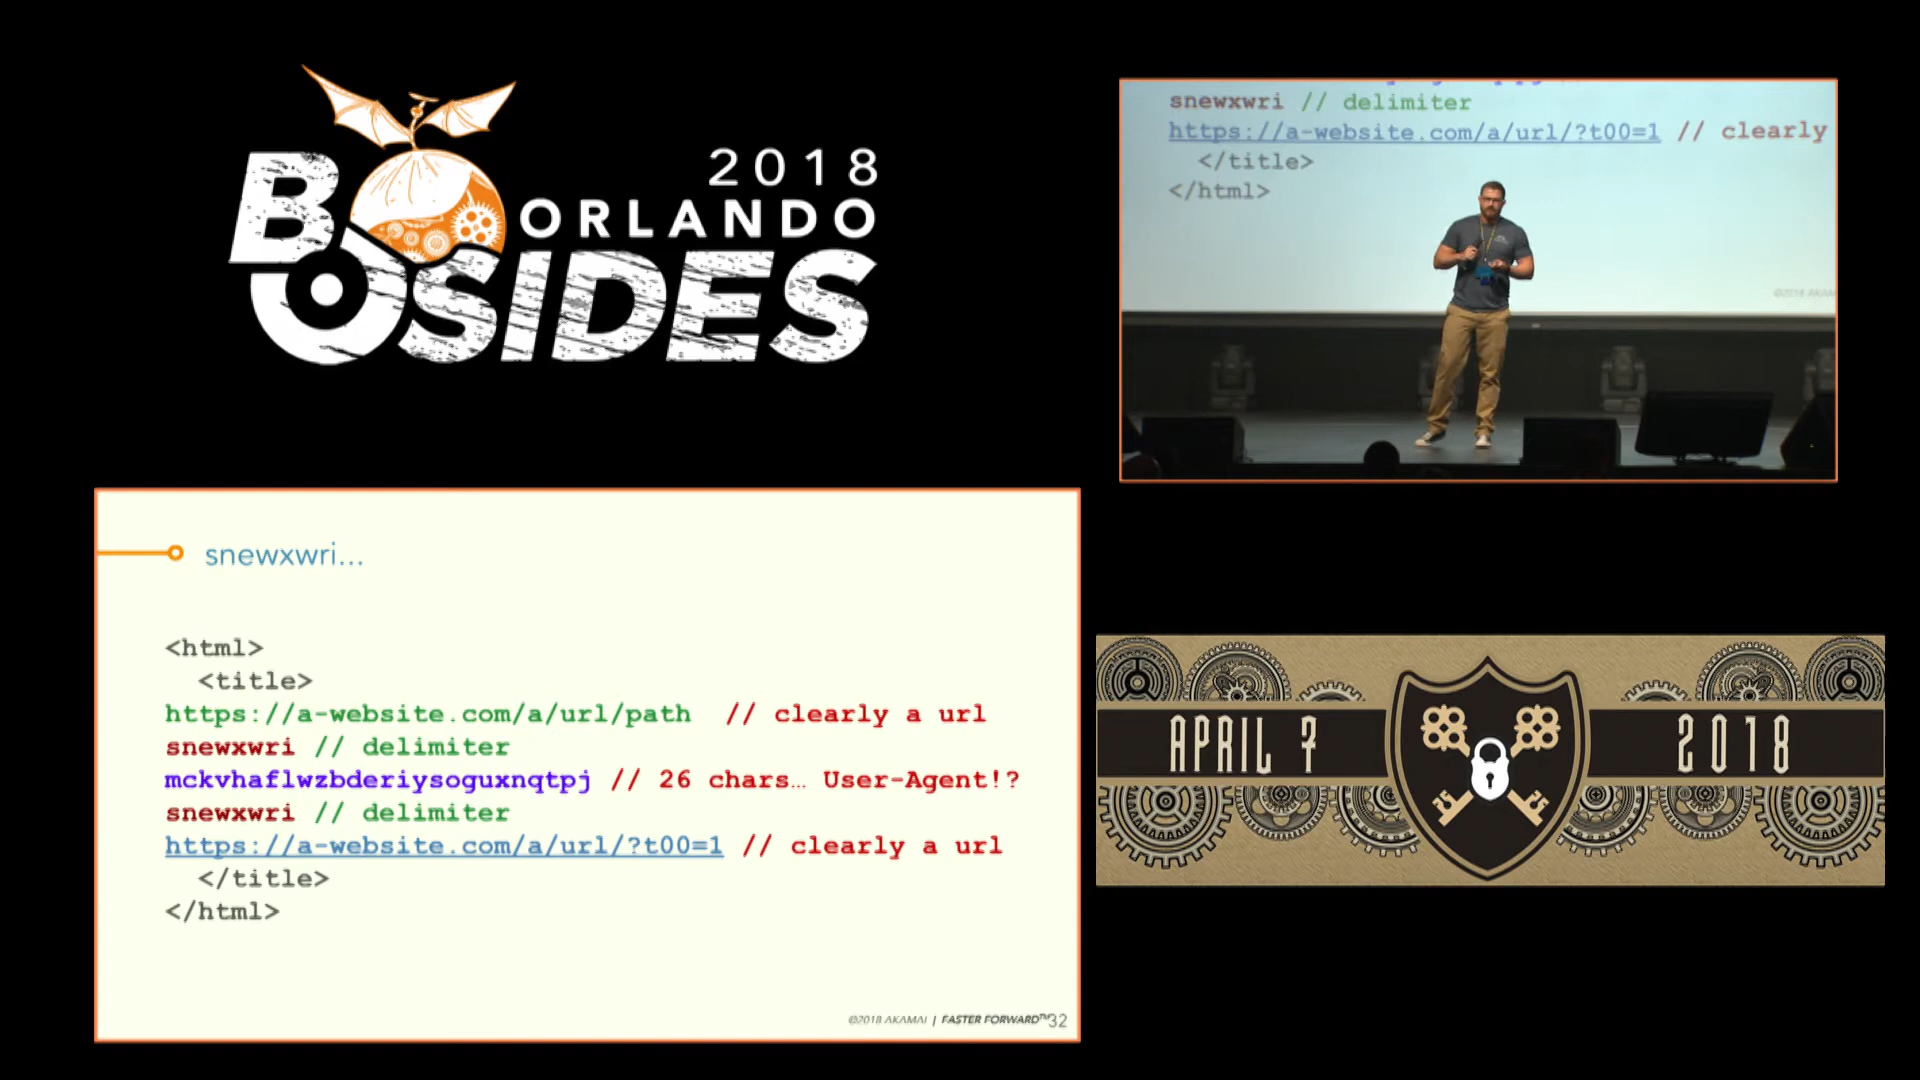 2018
ORLANDO
BSIDES
snewxwri // delimiter
https://a-website.com/a/url/?t00=1 // clearly
</title>
</html>
©2018 AKAM
snewxwri...
<html>
<title>
https://a-website.com/a/url/path // clearly a url
snewxwri // delimiter
mckvhaflwzbderiysoguxnqtpj // 26 chars… User-Agent!?
snewxwri // delimiter
https://a-website.com/a/url/?t00=1 // clearly a url
</title>
</html>
©2018 AKAMAI | FASTER FORWARD™ 32
APRIL 7
2018